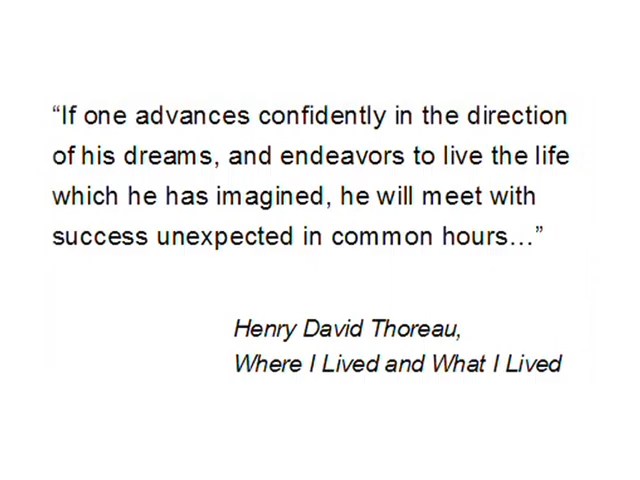 “If one advances confidently in the direction
of his dreams, and endeavors to live the life
which he has imagined, he will meet with
success unexpected in common hours…”
Henry David Thoreau,
Where I Lived and What I Lived